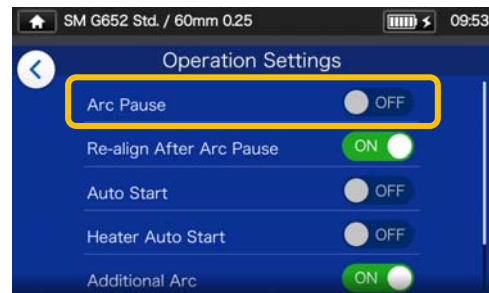 SM G652 Std. / 60mm 0.25 09:53
Operation Settings
Arc Pause OFF
Re-align After Arc Pause ON
Auto Start OFF
Heater Auto Start OFF
Additional Arc ON